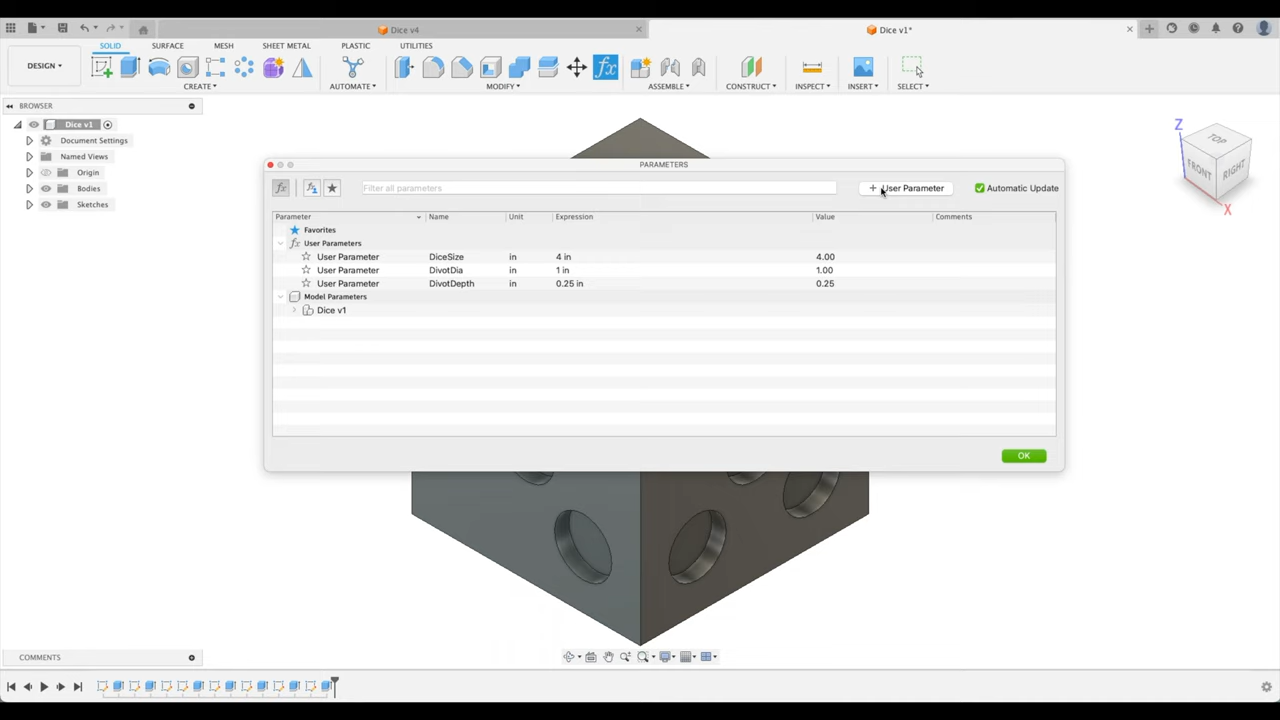 Dice v4
Dice v1*
SOLID SURFACE MESH SHEET METAL PLASTIC UTILITIES
DESIGN
CREATE AUTOMATE MODIFY ASSEMBLE CONSTRUCT INSPECT INSERT SELECT
BROWSER
Dice v1
Document Settings
Named Views
Origin
Bodies
Sketches
Z
TOP
FRONT
RIGHT
X
PARAMETERS
Filter all parameters
+ User Parameter
Automatic Update
Parameter Name Unit Expression Value Comments
Favorites
User Parameters
User Parameter DiceSize in 4 in 4.00
User Parameter DivotDia in 1 in 1.00
User Parameter DivotDepth in 0.25 in 0.25
Model Parameters
Dice v1
OK
COMMENTS